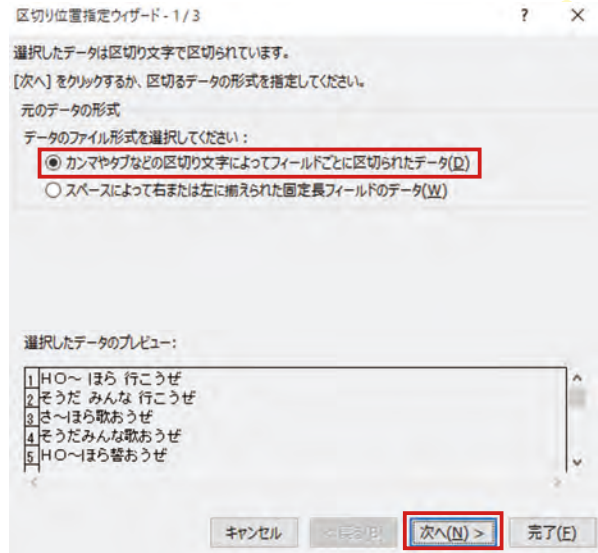 区切り位置指定ウィザード - 1 / 3 ? ×
選択したデータは区切り文字で区切られています。
[次へ] をクリックするか、区切るデータの形式を指定してください。
元のデータの形式
データのファイル形式を選択してください：
カンマやタブなどの区切り文字によってフィールドごとに区切られたデータ(D)
スペースによって右または左に揃えられた固定長フィールドのデータ(W)
選択したデータのプレビュー：
1 HO～ ほら 行こうぜ
2 そうだ みんな 行こうぜ
3 さ～ほら歌おうぜ
4 そうだみんな歌おうぜ
5 HO～ほら誓おうぜ
キャンセル < 戻る(B) 次へ(N) > 完了(F)